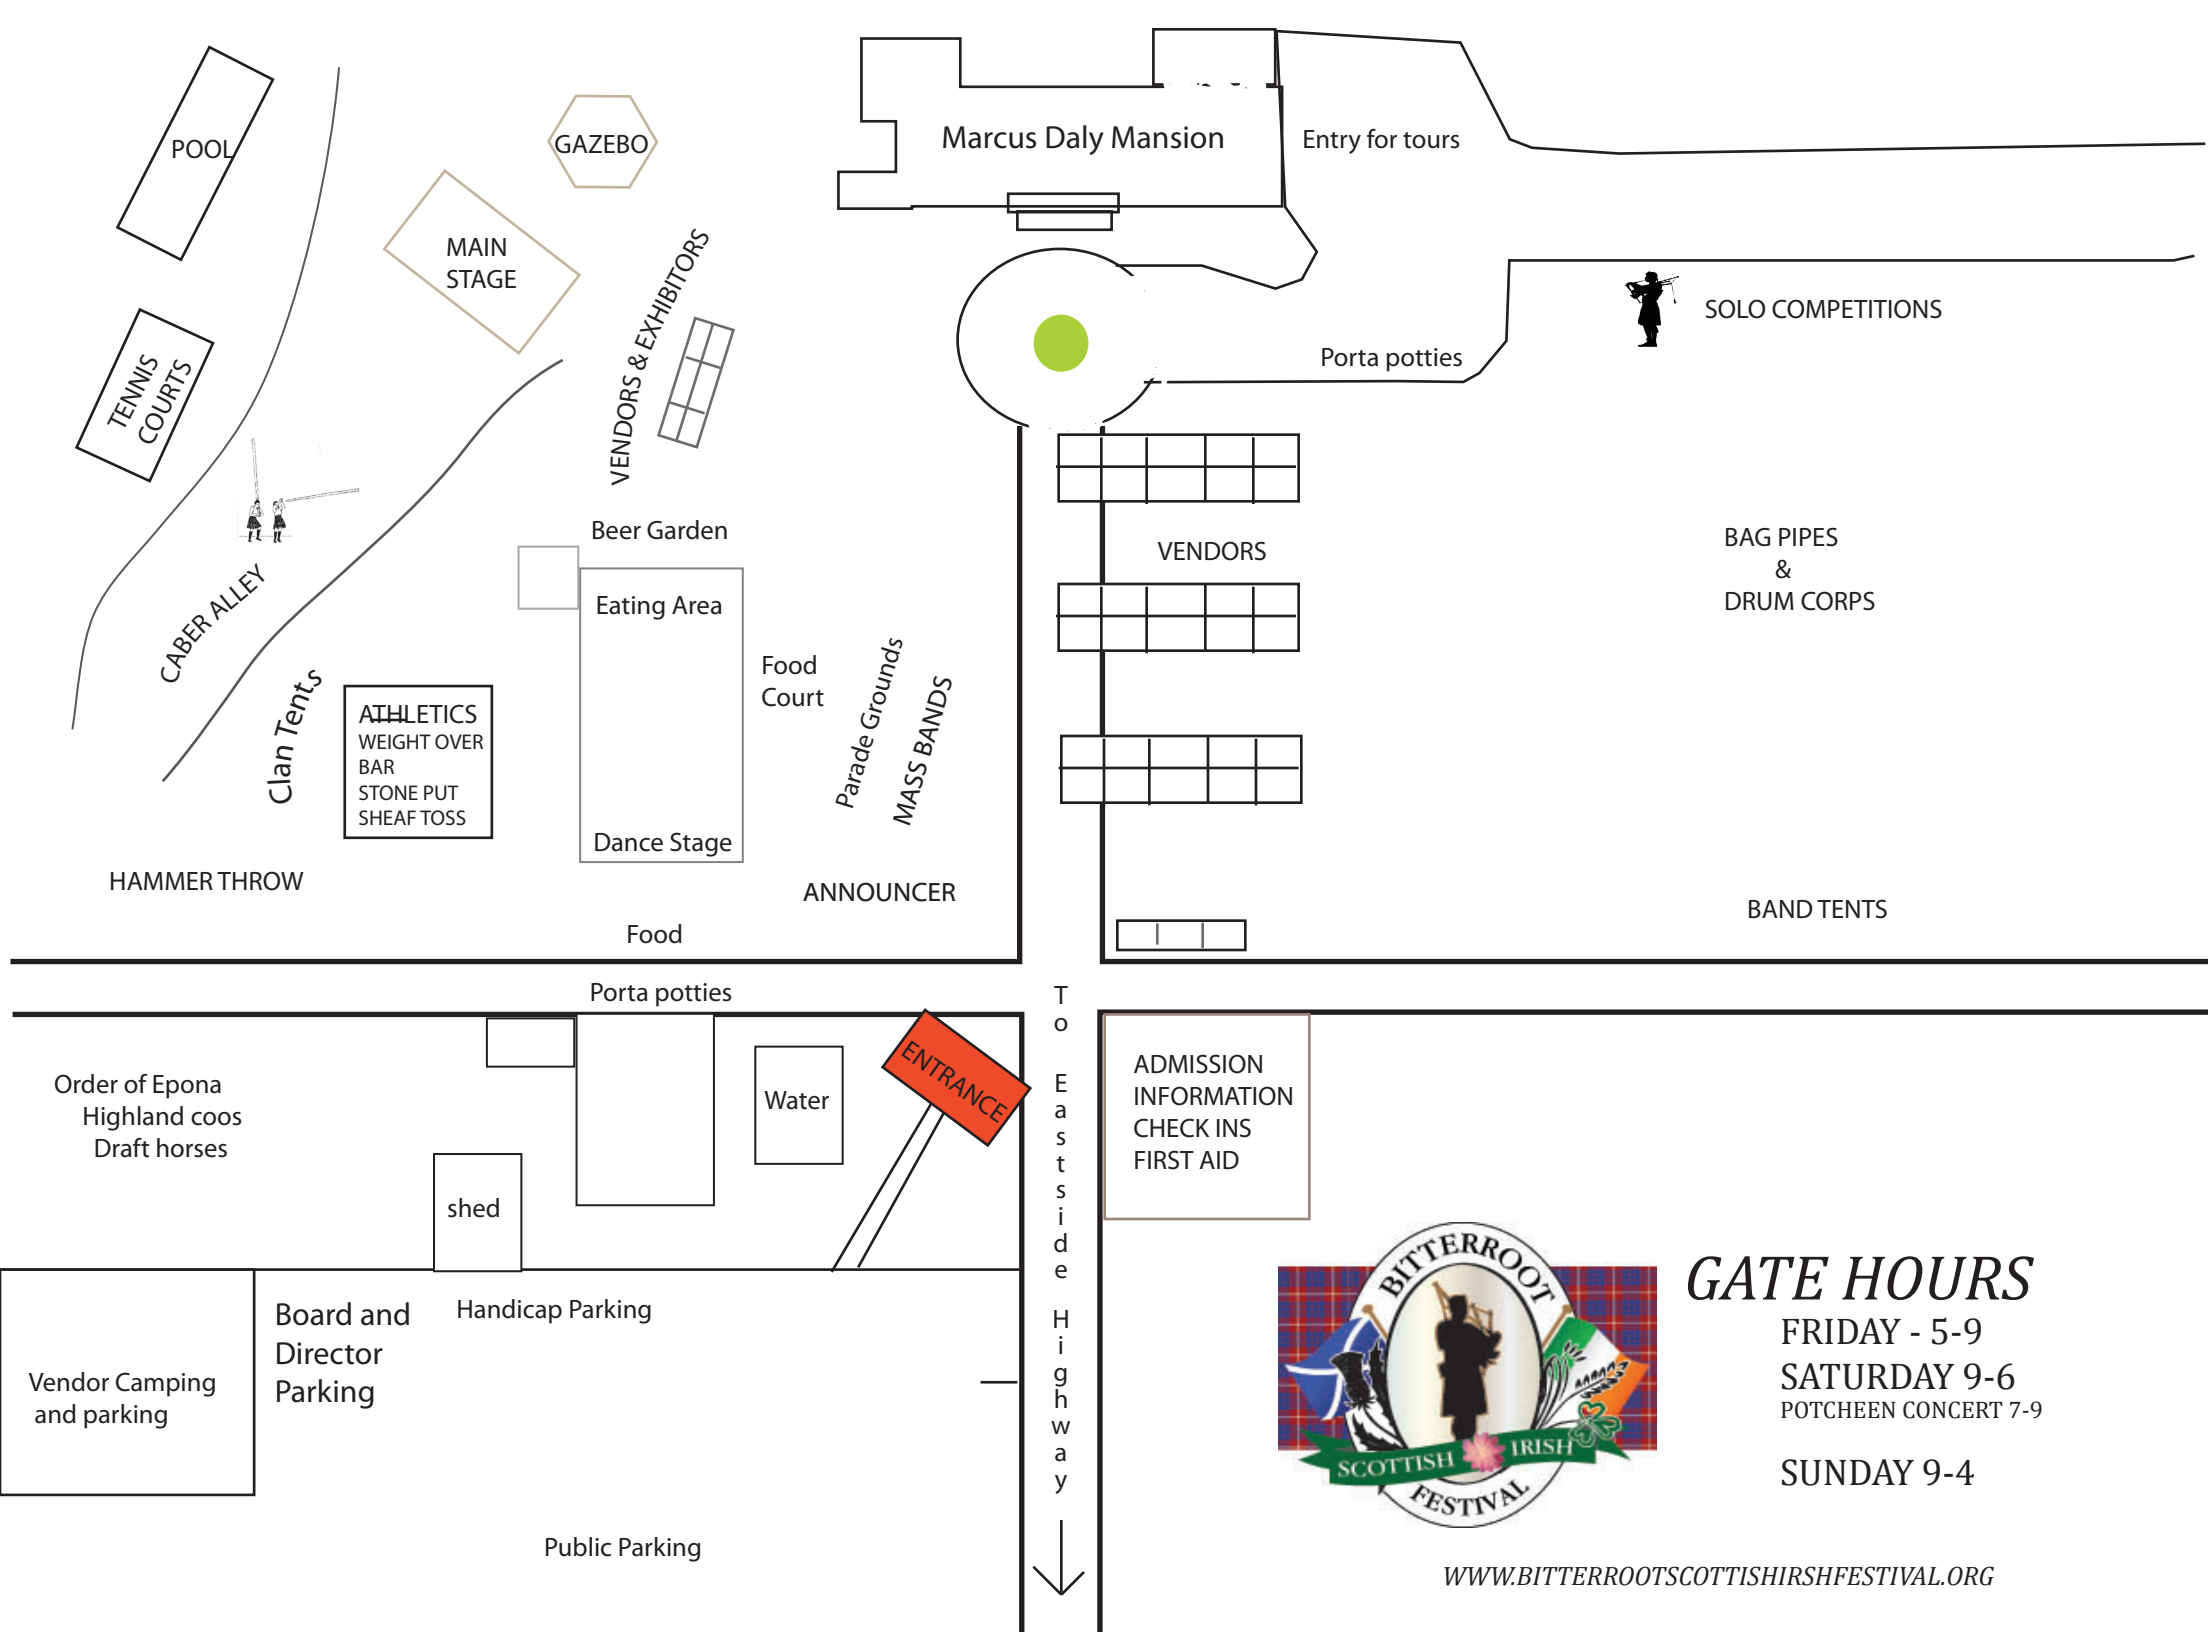 POOL
GAZEBO
MAIN
STAGE
Marcus Daly Mansion
Entry for tours
TENNIS
COURTS
VENDORS & EXHIBITORS
Porta potties
SOLO COMPETITIONS
CABER ALLEY
Beer Garden
Eating Area
VENDORS
BAG PIPES
&
DRUM CORPS
Clan Tents
ATHLETICS
WEIGHT OVER
BAR
STONE PUT
SHEAF TOSS
Food
Court
Parade Grounds
MASS BANDS
Dance Stage
HAMMER THROW
ANNOUNCER
BAND TENTS
Food
Porta potties
To Eastside Highway
ENTRANCE
Order of Epona
Highland coos
Draft horses
Water
ADMISSION
INFORMATION
CHECK INS
FIRST AID
shed
Board and
Director
Parking
Handicap Parking
Vendor Camping
and parking
Public Parking
BITTERROOT
SCOTTISH IRISH
FESTIVAL
GATE HOURS
FRIDAY - 5-9
SATURDAY 9-6
POTCHEEN CONCERT 7-9
SUNDAY 9-4
WWW.BITTERROOTSCOTTISHIRSHFESTIVAL.ORG